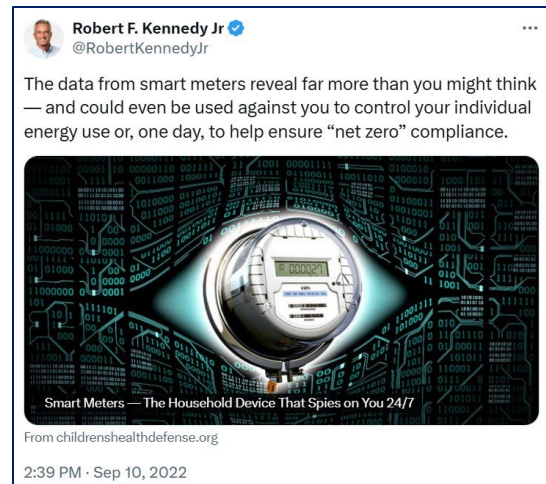 Robert F. Kennedy Jr
@RobertKennedyJr
The data from smart meters reveal far more than you might think
— and could even be used against you to control your individual
energy use or, one day, to help ensure “net zero” compliance.
Smart Meters — The Household Device That Spies on You 24/7
From childrenshealthdefense.org
2:39 PM · Sep 10, 2022